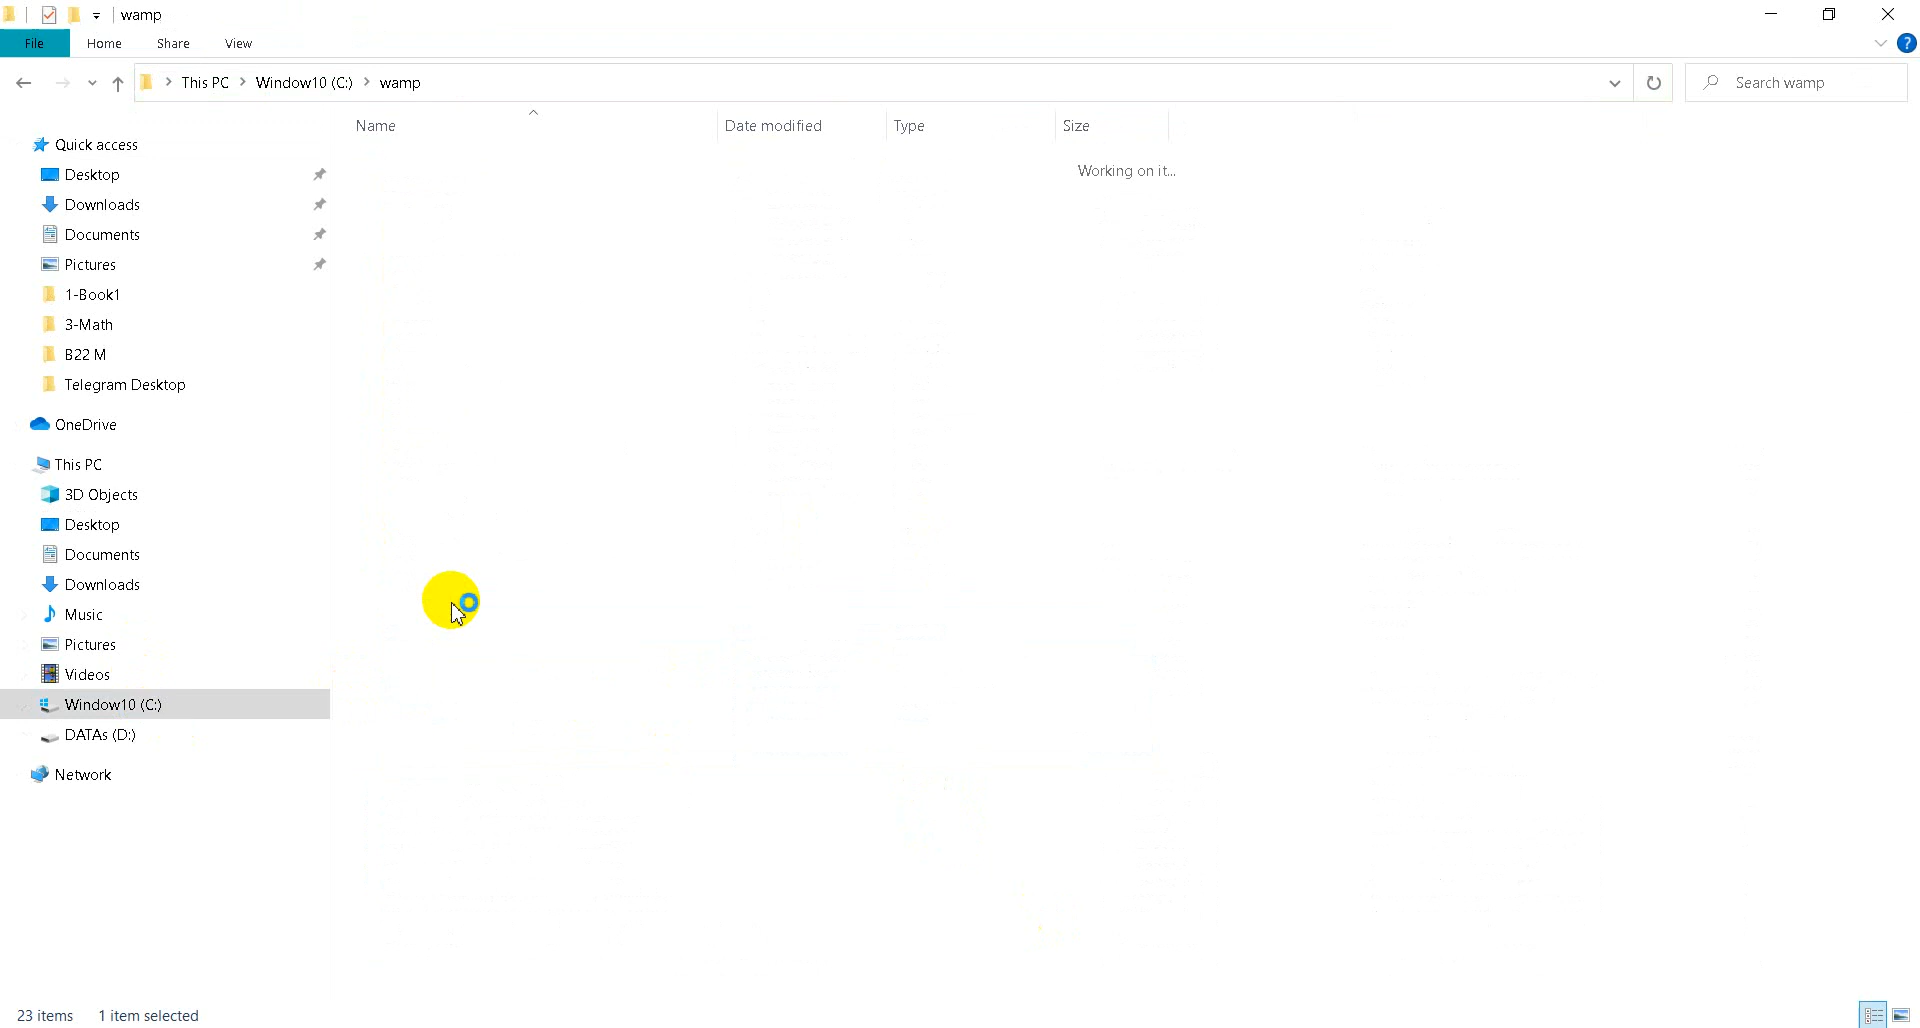 wamp
File Home Share View
This PC Window10 (C:) wamp
Search wamp
Name Date modified Type Size
Working on it...
Quick access
Desktop
Downloads
Documents
Pictures
1-Book1
3-Math
B22 M
Telegram Desktop
OneDrive
This PC
3D Objects
Desktop
Documents
Downloads
Music
Pictures
Videos
Window10 (C:)
DATAs (D:)
Network
23 items 1 item selected